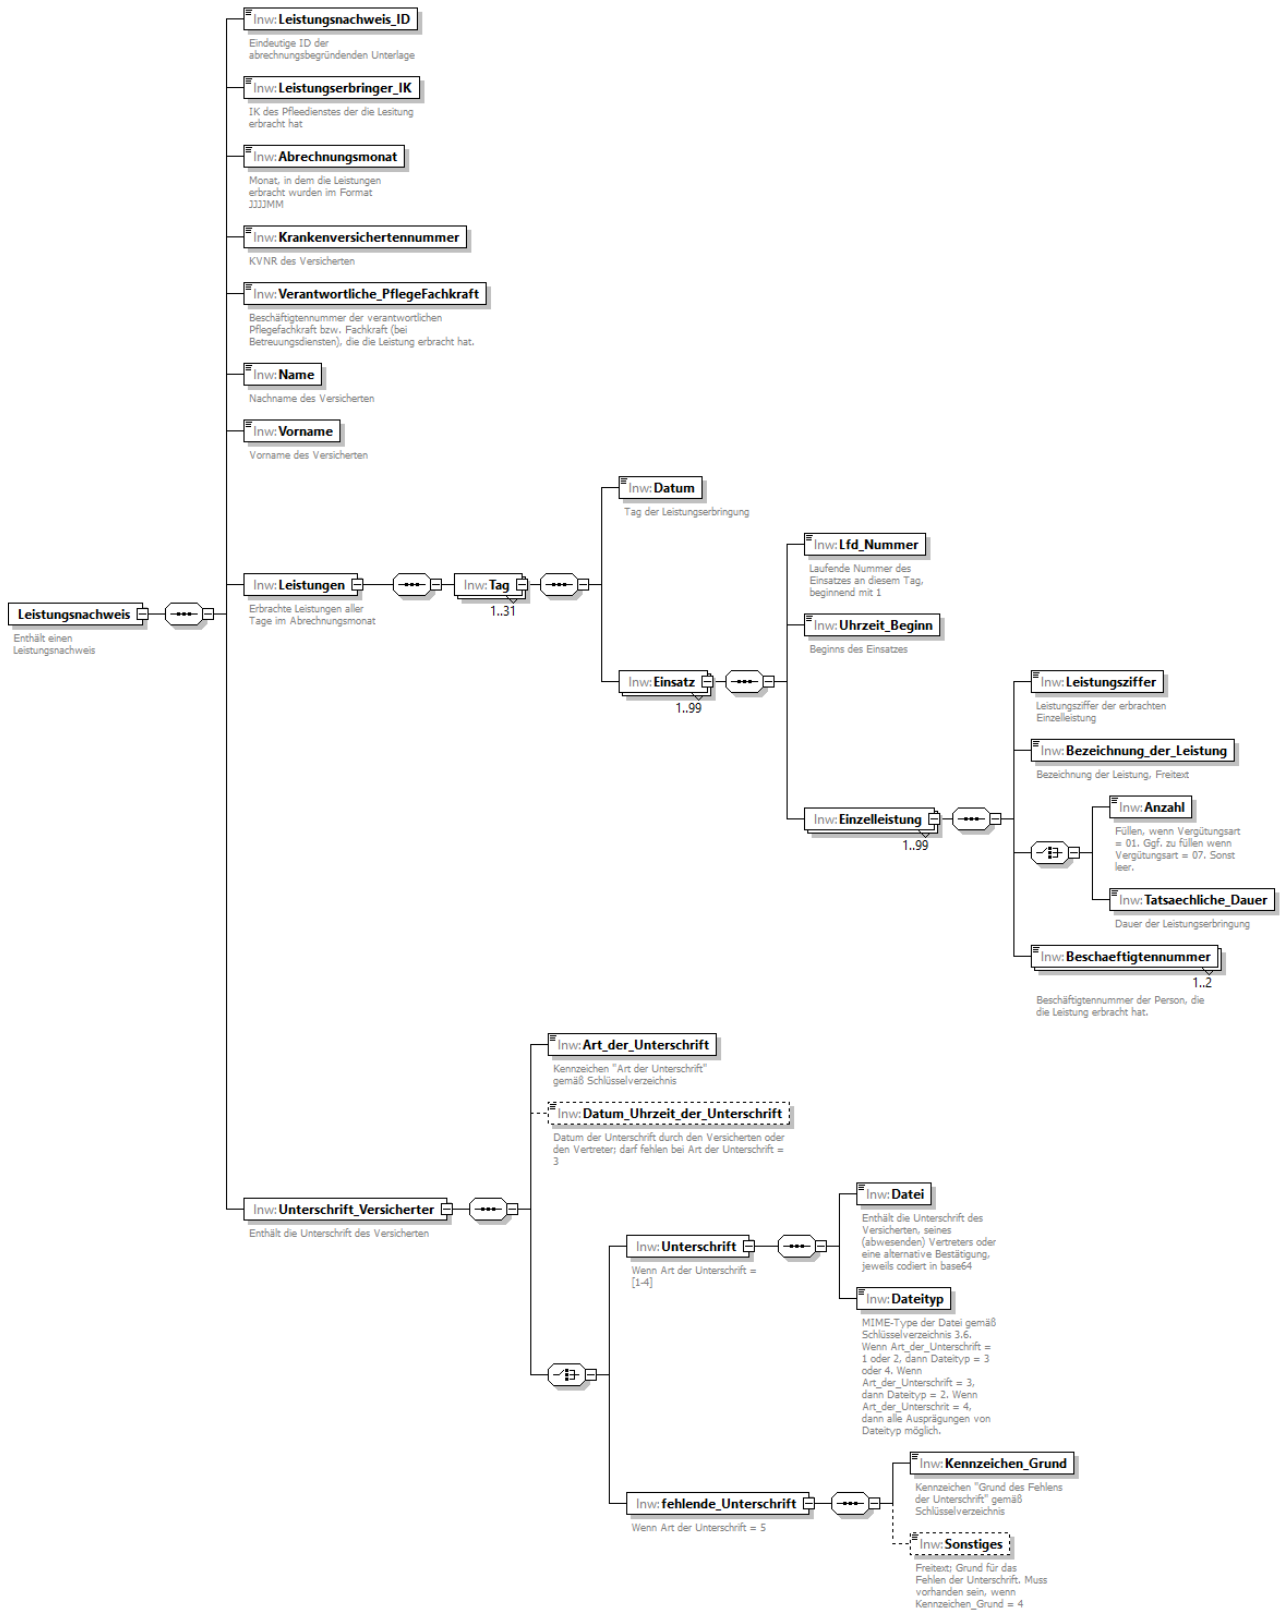 lnw:Leistungsnachweis_ID
Eindeutige ID der
abrechnungsbegründenden Unterlage
lnw:Leistungserbringer_IK
IK des Pfleedienstes der die Lesitung
erbracht hat
lnw:Abrechnungsmonat
Monat, in dem die Leistungen
erbracht wurden im Format
JJJJMM
lnw:Krankenversichertennummer
KVNR des Versicherten
lnw:Verantwortliche_PflegeFachkraft
Beschäftigtennummer der verantwortlichen
Pflegefachkraft bzw. Fachkraft (bei
Betreuungsdiensten), die die Leistung erbracht hat.
lnw:Name
Nachname des Versicherten
lnw:Vorname
Vorname des Versicherten
Leistungsnachweis
Enthält einen
Leistungsnachweis
lnw:Leistungen
Erbrachte Leistungen aller
Tage im Abrechnungsmonat
lnw:Tag
1..31
lnw:Datum
Tag der Leistungserbringung
lnw:Einsatz
1..99
lnw:Lfd_Nummer
Laufende Nummer des
Einsatzes an diesem Tag,
beginnend mit 1
lnw:Uhrzeit_Beginn
Beginns des Einsatzes
lnw:Einzelleistung
1..99
lnw:Leistungsziffer
Leistungsziffer der erbrachten
Einzelleistung
lnw:Bezeichnung_der_Leistung
Bezeichnung der Leistung, Freitext
lnw:Anzahl
Füllen, wenn Vergütungsart
= 01. Ggf. zu füllen wenn
Vergütungsart = 07. Sonst
leer.
lnw:Tatsaechliche_Dauer
Dauer der Leistungserbringung
lnw:Beschaeftigtennummer
1..2
Beschäftigtennummer der Person, die
die Leistung erbracht hat.
lnw:Unterschrift_Versicherter
Enthält die Unterschrift des Versicherten
lnw:Art_der_Unterschrift
Kennzeichen "Art der Unterschrift"
gemäß Schlüsselverzeichnis
lnw:Datum_Uhrzeit_der_Unterschrift
Datum der Unterschrift durch den Versicherten oder
den Vertreter; darf fehlen bei Art der Unterschrift =
3
lnw:Unterschrift
Wenn Art der Unterschrift =
[1-4]
lnw:Datei
Enthält die Unterschrift des
Versicherten, seines
(abwesenden) Vertreters oder
eine alternative Bestätigung,
jeweils codiert in base64
lnw:Dateityp
MIME-Type der Datei gemäß
Schlüsselverzeichnis 3.6.
Wenn Art_der_Unterschrift =
1 oder 2, dann Dateityp = 3
oder 4. Wenn
Art_der_Unterschrift = 3,
dann Dateityp = 2. Wenn
Art_der_Unterschrit = 4,
dann alle Ausprägungen von
Dateityp möglich.
lnw:fehlende_Unterschrift
Wenn Art der Unterschrift = 5
lnw:Kennzeichen_Grund
Kennzeichen "Grund des Fehlens
der Unterschrift" gemäß
Schlüsselverzeichnis
lnw:Sonstiges
Freitext; Grund für das
Fehlen der Unterschrift. Muss
vorhanden sein, wenn
Kennzeichen_Grund = 4